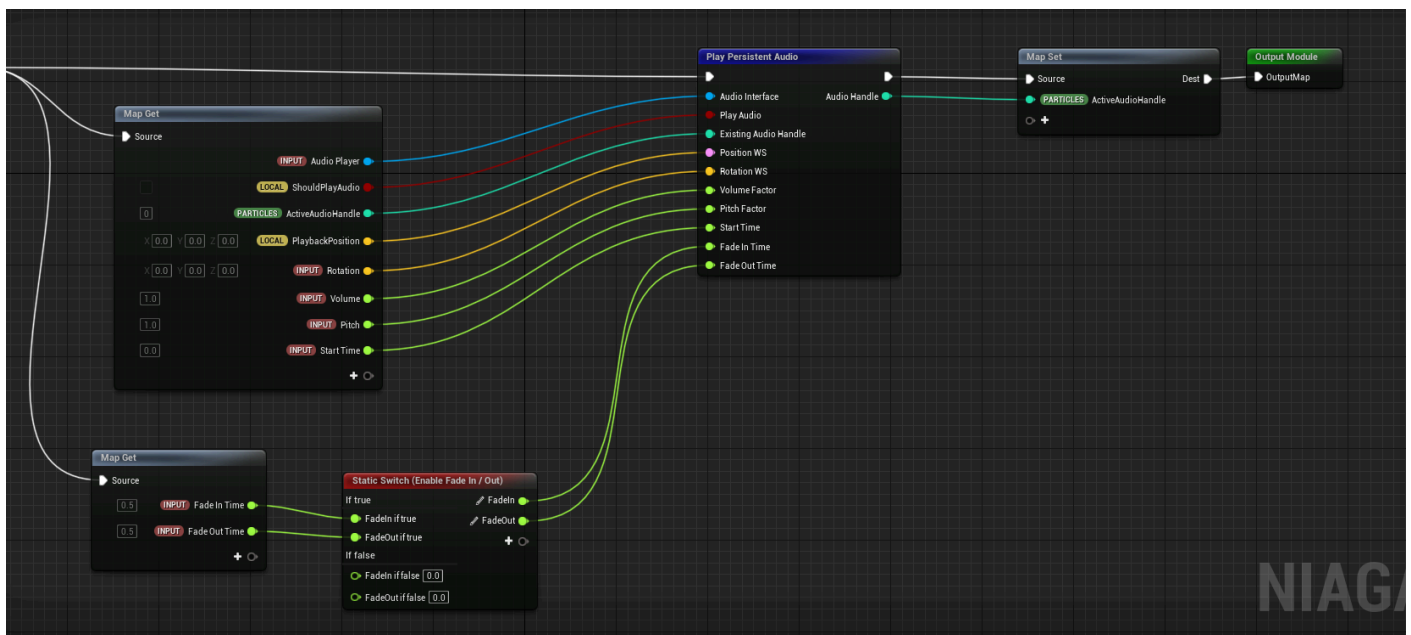 Play Persistent Audio
Audio Interface Audio Handle
Play Audio
Existing Audio Handle
Position WS
Rotation WS
Volume Factor
Pitch Factor
Start Time
Fade In Time
Fade Out Time
Map Set
Source Dest
PARTICLES ActiveAudioHandle
+
Output Module
OutputMap
Map Get
Source
INPUT Audio Player
LOCAL ShouldPlayAudio
0 PARTICLES ActiveAudioHandle
X 0.0 Y 0.0 Z 0.0 LOCAL PlaybackPosition
X 0.0 Y 0.0 Z 0.0 INPUT Rotation
1.0 INPUT Volume
1.0 INPUT Pitch
0.0 INPUT Start Time
+
Map Get
Source
0.5 INPUT Fade In Time
0.5 INPUT Fade Out Time
+
Static Switch (Enable Fade In / Out)
If true FadeIn
FadeIn if true FadeOut
FadeOut if true +
If false
FadeIn if false 0.0
FadeOut if false 0.0
NIAGA